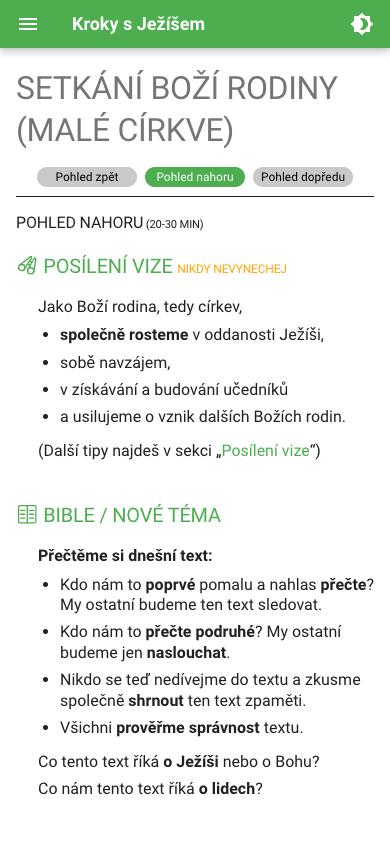 Kroky s Ježíšem
SETKÁNÍ BOŽÍ RODINY
(MALÉ CÍRKVE)
Pohled zpět
Pohled nahoru
Pohled dopředu
POHLED NAHORU (20-30 MIN)
POSÍLENÍ VIZE NIKDY NEVYNECHEJ
Jako Boží rodina, tedy církev,
• společně rosteme v oddanosti Ježíši,
• sobě navzájem,
• v získávání a budování učedníků
• a usilujeme o vznik dalších Božích rodin.
(Další tipy najdeš v sekci „Posílení vize“)
BIBLE / NOVÉ TÉMA
Přečtěme si dnešní text:
• Kdo nám to poprvé pomalu a nahlas přečte?
My ostatní budeme ten text sledovat.
• Kdo nám to přečte podruhé? My ostatní
budeme jen naslouchat.
• Nikdo se teď nedívejme do textu a zkusme
společně shrnout ten text zpaměti.
• Všichni prověřme správnost textu.
Co tento text říká o Ježíši nebo o Bohu?
Co nám tento text říká o lidech?